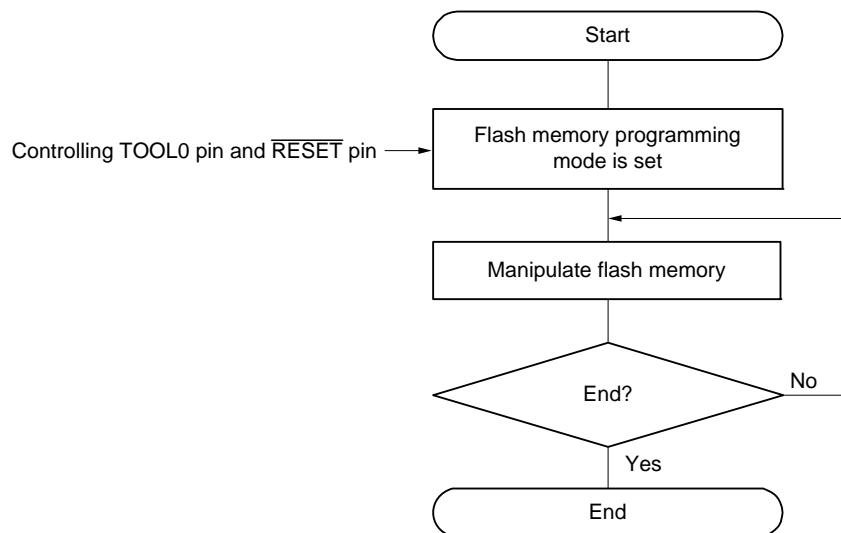 Start
Controlling TOOL0 pin and RESET pin
Flash memory programming
mode is set
Manipulate flash memory
End?
No
Yes
End